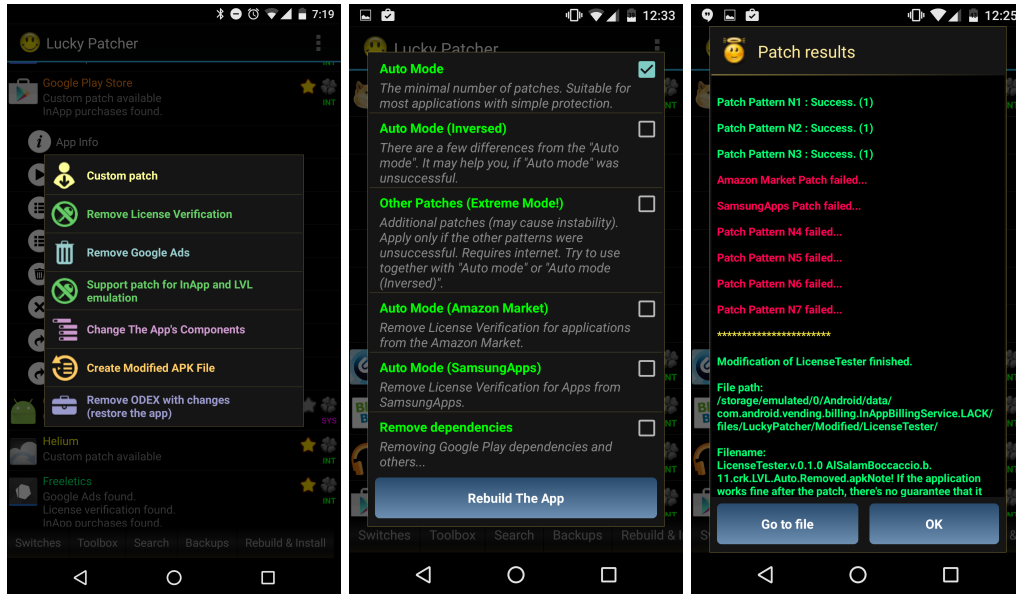 7:19
Lucky Patcher
INT
Google Play Store
Custom patch available
InApp purchases found.
INT
App Info
Custom patch
Remove License Verification
Remove Google Ads
Support patch for InApp and LVL
emulation
Change The App's Components
Create Modified APK File
Remove ODEX with changes
(restore the app)
SYS
Helium
Custom patch available
INT
Freeletics
Google Ads found.
License verification found.
InApp purchases found.
INT
Switches Toolbox Search Backups Rebuild & Install
12:33
Lucky Patcher
Auto Mode
The minimal number of patches. Suitable for
most applications with simple protection.
Auto Mode (Inversed)
There are a few differences from the "Auto
mode". It may help you, if "Auto mode" was
unsuccessful.
Other Patches (Extreme Mode!)
Additional patches (may cause instability).
Apply only if the other patterns were
unsuccessful. Requires internet. Try to use
together with "Auto mode" or "Auto mode
(Inversed)".
Auto Mode (Amazon Market)
Remove License Verification for applications
from the Amazon Market.
Auto Mode (SamsungApps)
Remove License Verification for Apps from
SamsungApps.
Remove dependencies
Removing Google Play dependencies and
others...
Rebuild The App
Switches Toolbox Search Backups Rebuild & I
12:25
Patch results
Patch Pattern N1 : Success. (1)
Patch Pattern N2 : Success. (1)
Patch Pattern N3 : Success. (1)
Amazon Market Patch failed...
SamsungApps Patch failed...
Patch Pattern N4 failed...
Patch Pattern N5 failed...
Patch Pattern N6 failed...
Patch Pattern N7 failed...
***********************
Modification of LicenseTester finished.
File path:
/storage/emulated/0/Android/data/
com.android.vending.billing.InAppBillingService.LACK/
files/LuckyPatcher/Modified/LicenseTester/
Filename:
LicenseTester.v.0.1.0 AlSalamBoccaccio.b.
11.crk.LVL.Auto.Removed.apkNote! If the application
works fine after the patch, there's no guarantee that it
Go to file
OK